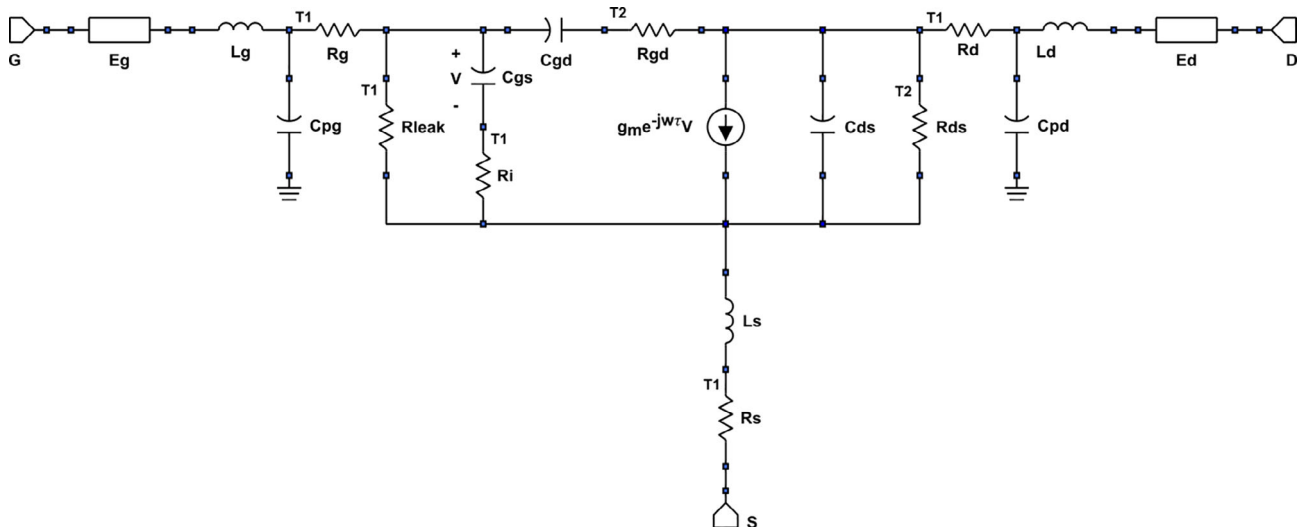 T1
T2
T1
G
Eg
Lg
Rg
Cgd
Rgd
Rd
Ld
Ed
D
+
V
-
Cgs
T1
T2
Cpg
Rleak
gme-jwτV
Cds
Rds
Cpd
T1
Ri
Ls
T1
Rs
S